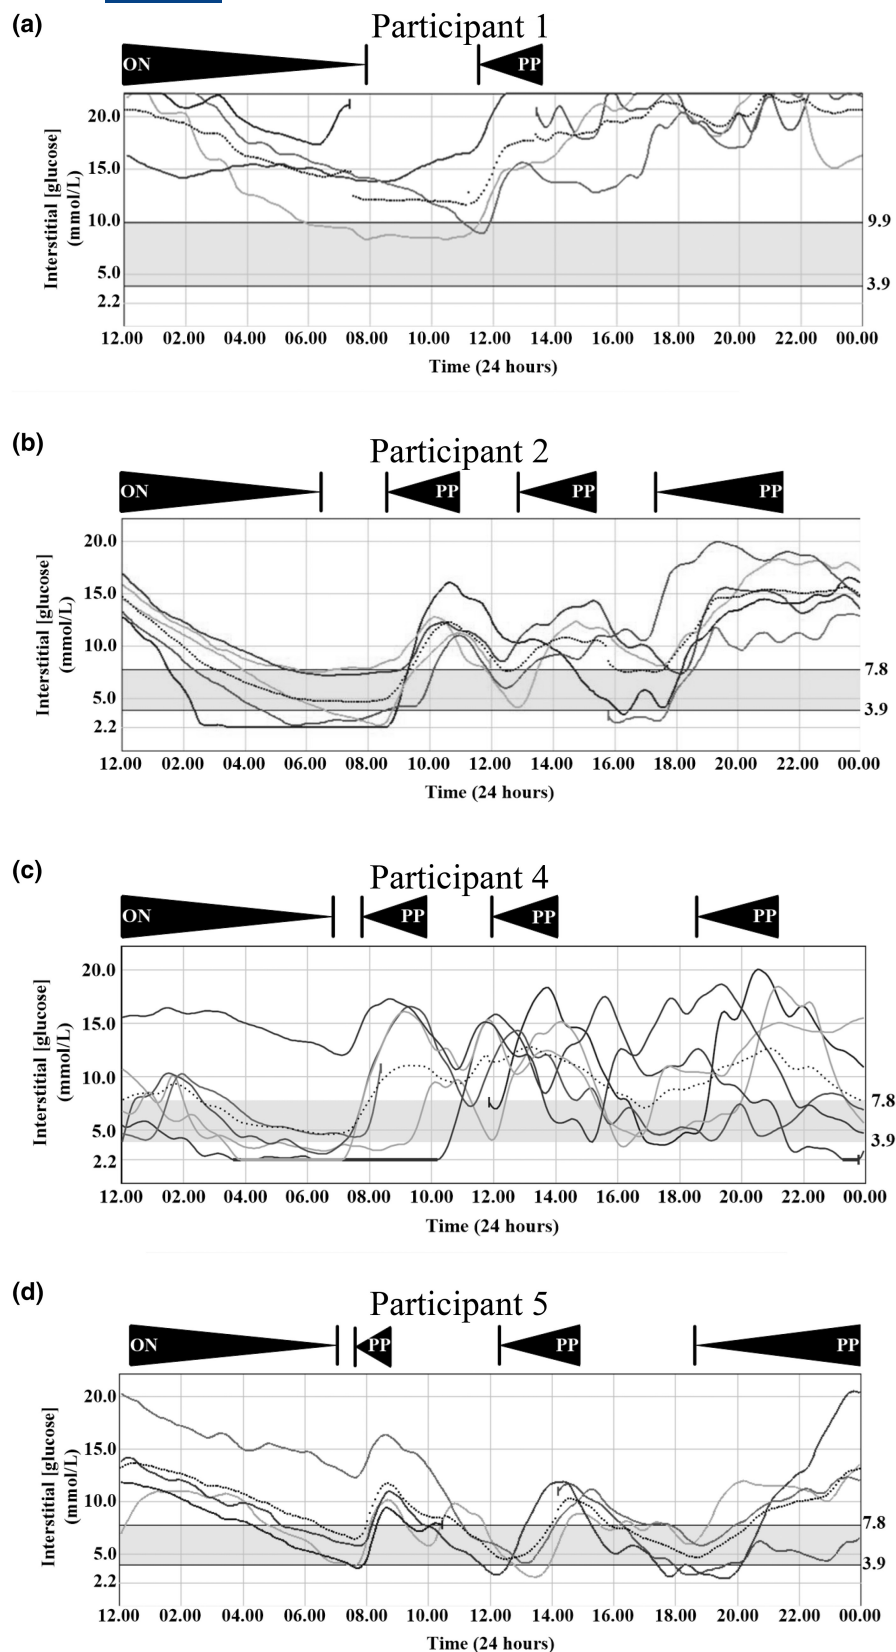 (a)
Participant 1
ON
PP
Interstitial [glucose]
(mmol/L)
20.0
15.0
10.0
5.0
2.2
9.9
3.9
12.00 02.00 04.00 06.00 08.00 10.00 12.00 14.00 16.00 18.00 20.00 22.00 00.00
Time (24 hours)
(b)
Participant 2
ON
PP
PP
PP
Interstitial [glucose]
(mmol/L)
20.0
15.0
10.0
5.0
2.2
7.8
3.9
12.00 02.00 04.00 06.00 08.00 10.00 12.00 14.00 16.00 18.00 20.00 22.00 00.00
Time (24 hours)
(c)
Participant 4
ON
PP
PP
PP
Interstitial [glucose]
(mmol/L)
20.0
15.0
10.0
5.0
2.2
7.8
3.9
12.00 02.00 04.00 06.00 08.00 10.00 12.00 14.00 16.00 18.00 20.00 22.00 00.00
Time (24 hours)
(d)
Participant 5
ON
PP
PP
PP
Interstitial [glucose]
(mmol/L)
20.0
15.0
10.0
5.0
2.2
7.8
3.9
12.00 02.00 04.00 06.00 08.00 10.00 12.00 14.00 16.00 18.00 20.00 22.00 00.00
Time (24 hours)